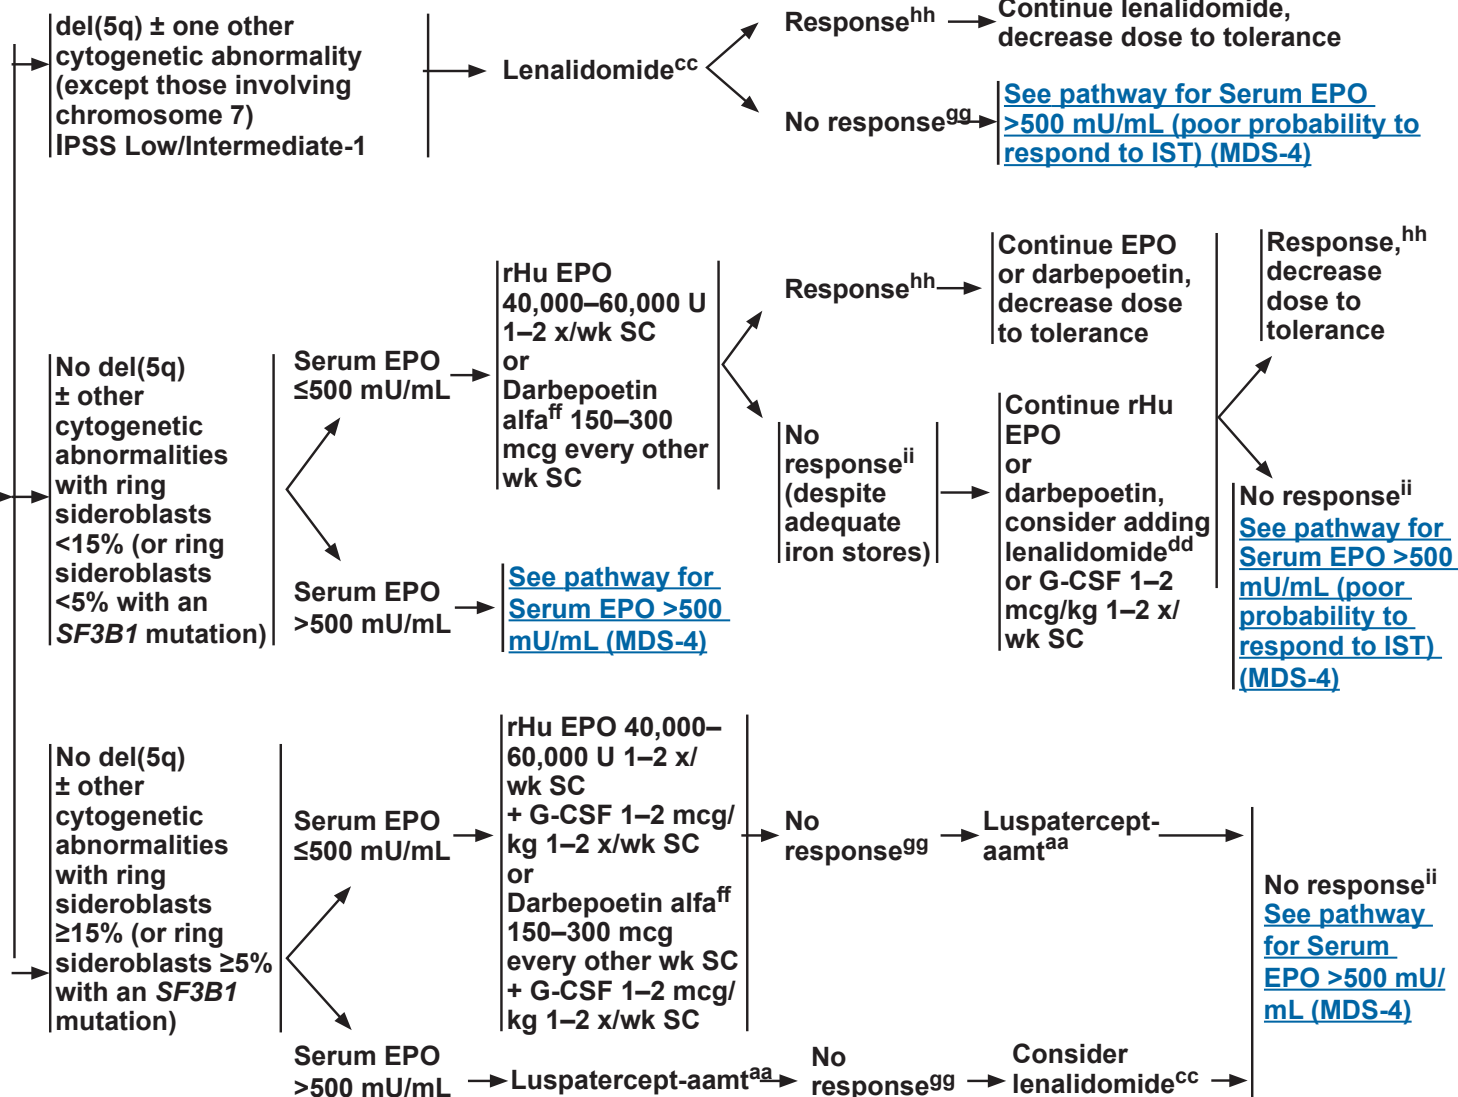 del(5q) ± one other
cytogenetic abnormality
(except those involving
chromosome 7)
IPSS Low/Intermediate-1
Lenalidomidecc
Responsehh
Continue lenalidomide,
decrease dose to tolerance
No responsegg
See pathway for Serum EPO
>500 mU/mL (poor probability to
respond to IST) (MDS-4)
No del(5q)
± other
cytogenetic
abnormalities
with ring
sideroblasts
<15% (or ring
sideroblasts
<5% with an
SF3B1 mutation)
Serum EPO
≤500 mU/mL
rHu EPO
40,000–60,000 U
1–2 x/wk SC
or
Darbepoetin
alfaff 150–300
mcg every other
wk SC
Responsehh
Continue EPO
or darbepoetin,
decrease dose
to tolerance
No
responseii
(despite
adequate
iron stores)
Continue rHu
EPO
or
darbepoetin,
consider adding
lenalidomidedd
or G-CSF 1–2
mcg/kg 1–2 x/
wk SC
Response,hh
decrease
dose to
tolerance
No responseii
See pathway for
Serum EPO >500
mU/mL (poor
probability to
respond to IST)
(MDS-4)
Serum EPO
>500 mU/mL
See pathway for
Serum EPO >500
mU/mL (MDS-4)
No del(5q)
± other
cytogenetic
abnormalities
with ring
sideroblasts
≥15% (or ring
sideroblasts ≥5%
with an SF3B1
mutation)
Serum EPO
≤500 mU/mL
rHu EPO 40,000–
60,000 U 1–2 x/
wk SC
+ G-CSF 1–2 mcg/
kg 1–2 x/wk SC
or
Darbepoetin alfaff
150–300 mcg
every other wk SC
+ G-CSF 1–2 mcg/
kg 1–2 x/wk SC
No
responsegg
Luspatercept-
aamtaa
Serum EPO
>500 mU/mL
Luspatercept-aamtaa
No
responsegg
Consider
lenalidomidecc
No responseii
See pathway
for Serum
EPO >500 mU/
mL (MDS-4)